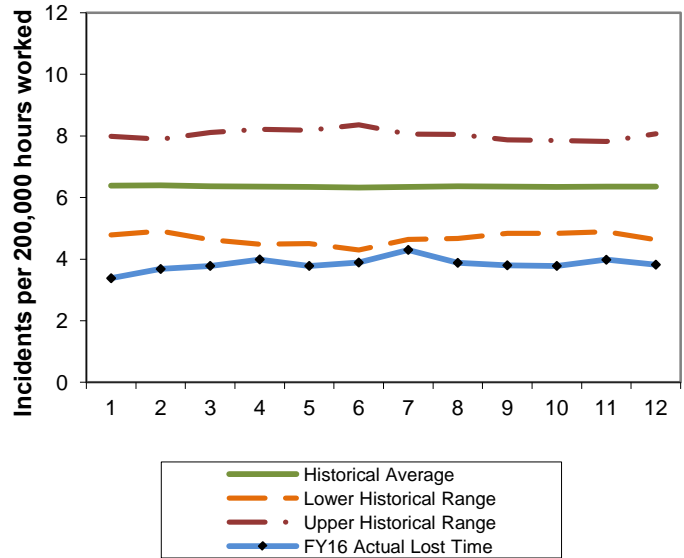 Incidents per 200,000 hours worked
12
10
8
6
4
2
0
1 2 3 4 5 6 7 8 9 10 11 12
Historical Average
Lower Historical Range
Upper Historical Range
FY16 Actual Lost Time